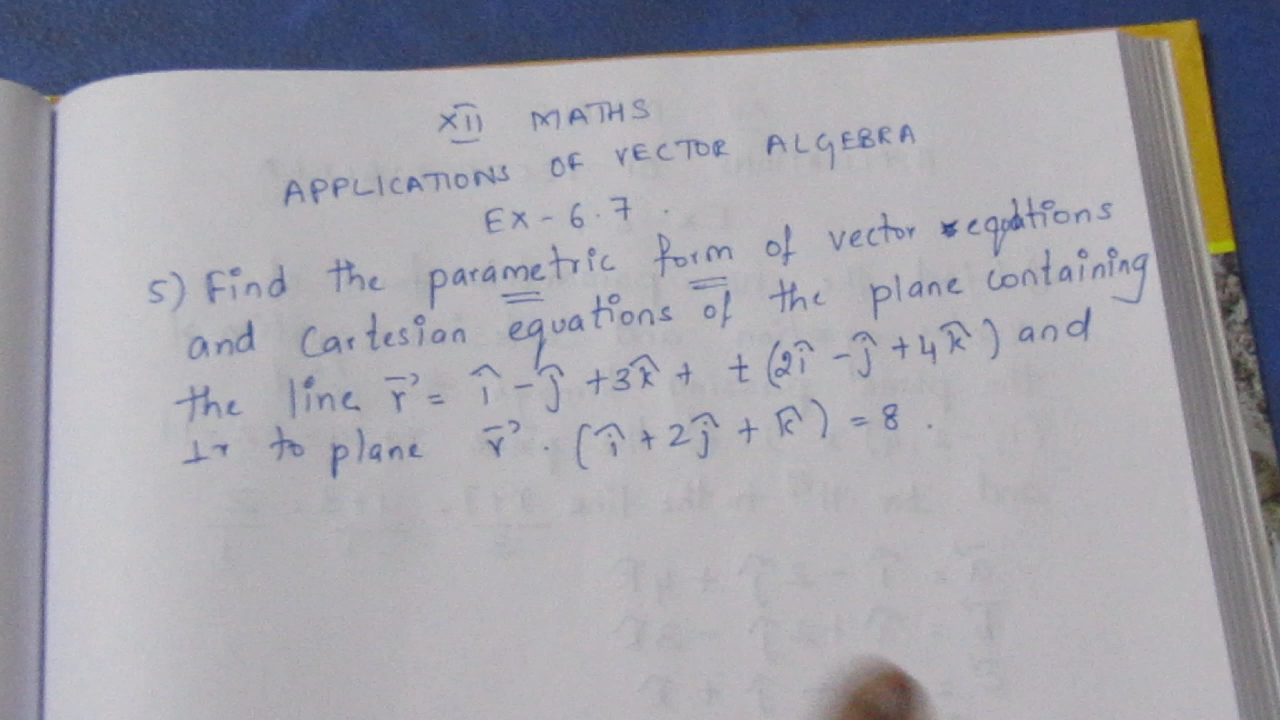 XII MATHS
APPLICATIONS OF VECTOR ALGEBRA
EX - 6.7.
5) Find the parametric form of vector equations
and Cartesian equations of the plane containing
the line r⃗ = î - ĵ + 3k̂ + t (2î - ĵ + 4k̂) and
⊥r to plane r⃗ . (î + 2ĵ + k̂) = 8 .